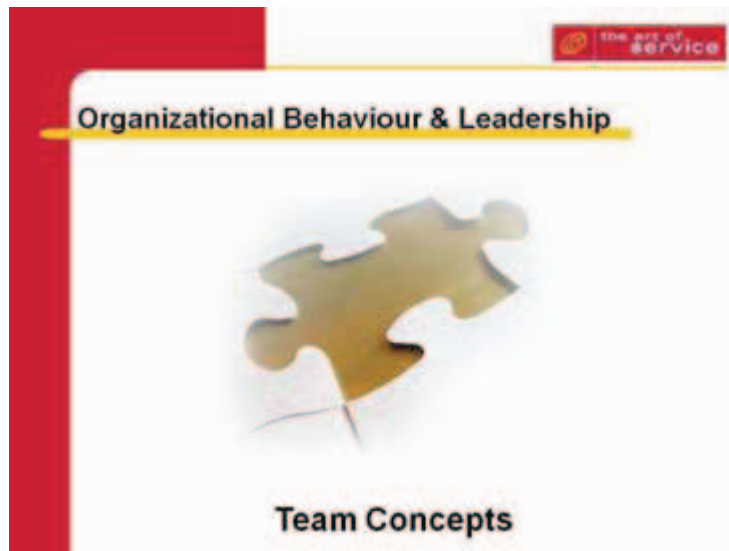 the art of
service
Organizational Behaviour & Leadership
Team Concepts